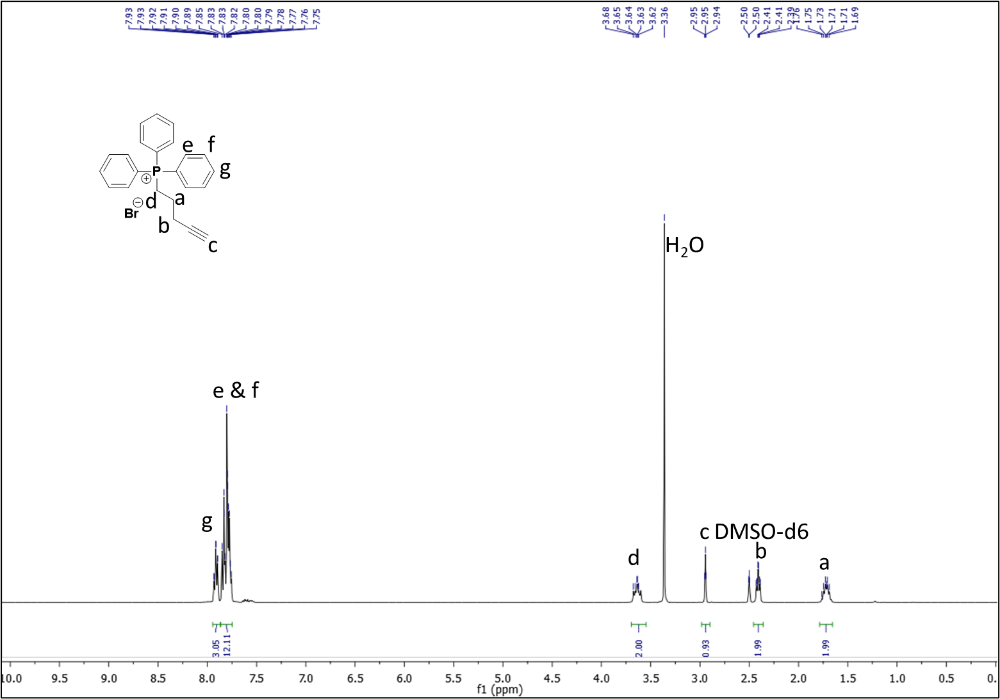 7.93 7.93 7.92 7.91 7.90 7.89 7.85 7.83 7.83 7.82 7.80 7.80 7.79 7.78 7.77 7.76 7.75 3.68 3.65 3.64 3.63 3.62 3.36 2.95 2.95 2.94 2.50 2.50 2.41 2.41 2.39 1.76 1.75 1.73 1.71 1.71 1.69
e f
P g
+
d a
Br −
b
c
H2O
e & f
g
c DMSO-d6
d b a
3.05 12.11 2.00 0.93 1.99 1.99
10.0 9.5 9.0 8.5 8.0 7.5 7.0 6.5 6.0 5.5 5.0 4.5 4.0 3.5 3.0 2.5 2.0 1.5 1.0 0.5 0.
f1 (ppm)